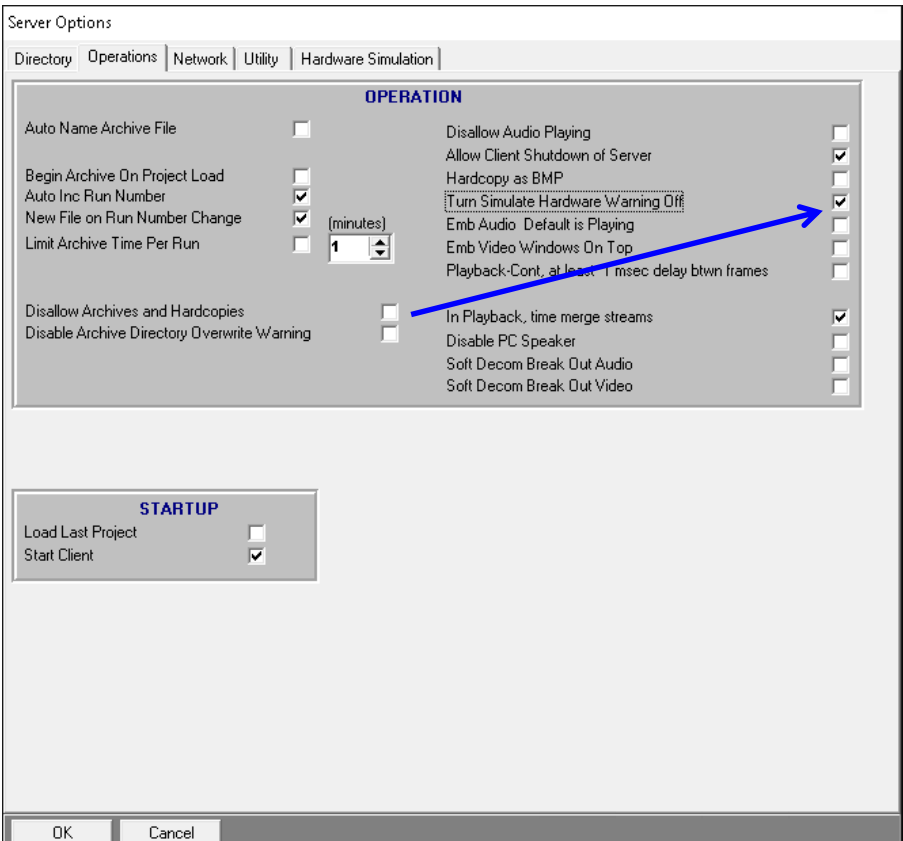 Server Options
Directory Operations Network Utility Hardware Simulation
OPERATION
Auto Name Archive File
Begin Archive On Project Load
Auto Inc Run Number
New File on Run Number Change
Limit Archive Time Per Run
(minutes)
1
Disallow Archives and Hardcopies
Disable Archive Directory Overwrite Warning
Disallow Audio Playing
Allow Client Shutdown of Server
Hardcopy as BMP
Turn Simulate Hardware Warning Off
Emb Audio Default is Playing
Emb Video Windows On Top
Playback-Cont, at least 1 msec delay btwn frames
In Playback, time merge streams
Disable PC Speaker
Soft Decom Break Out Audio
Soft Decom Break Out Video
STARTUP
Load Last Project
Start Client
OK Cancel